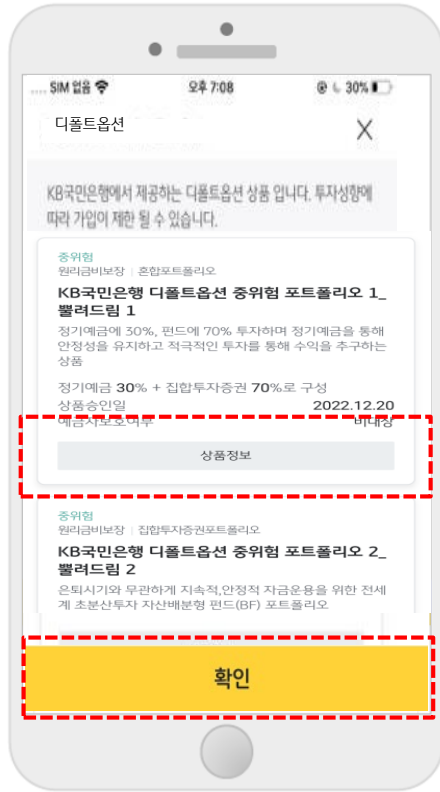 SIM 없음 오후 7:08 30%
디폴트옵션 X
KB국민은행에서 제공하는 디폴트옵션 상품 입니다. 투자성향에
따라 가입이 제한 될 수 있습니다.
중위험
원리금비보장 | 혼합포트폴리오
KB국민은행 디폴트옵션 중위험 포트폴리오 1_
뿔려드림 1
정기예금에 30%, 펀드에 70% 투자하며 정기예금을 통해
안정성을 유지하고 적극적인 투자를 통해 수익을 추구하는
상품
정기예금 30% + 집합투자증권 70%로 구성
상품승인일 2022.12.20
예금자보호여부 비대상
상품정보
중위험
원리금비보장 | 집합투자증권포트폴리오
KB국민은행 디폴트옵션 중위험 포트폴리오 2_
뿔려드림 2
은퇴시기와 무관하게 지속적,안정적 자금운용을 위한 전세
계 초분산투자 자산배분형 펀드(BF) 포트폴리오
확인